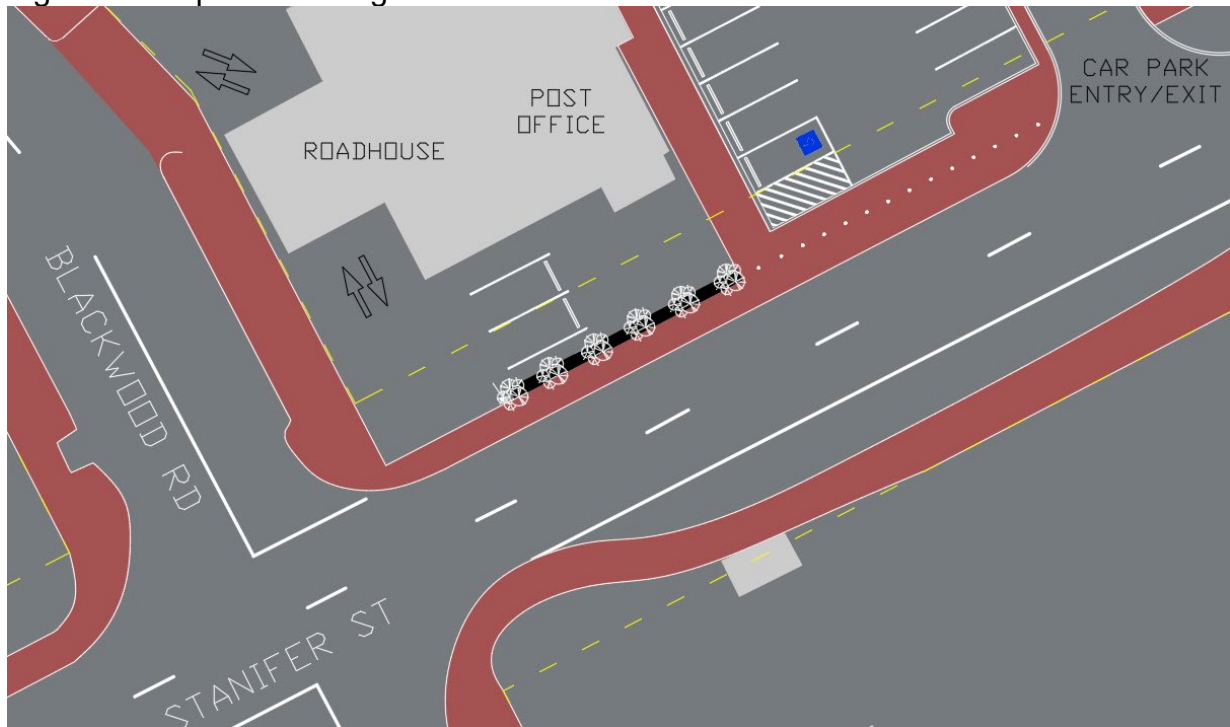 CAR PARK
ENTRY/EXIT
POST
OFFICE
ROADHOUSE
BLACKWOOD RD
STANIFER ST